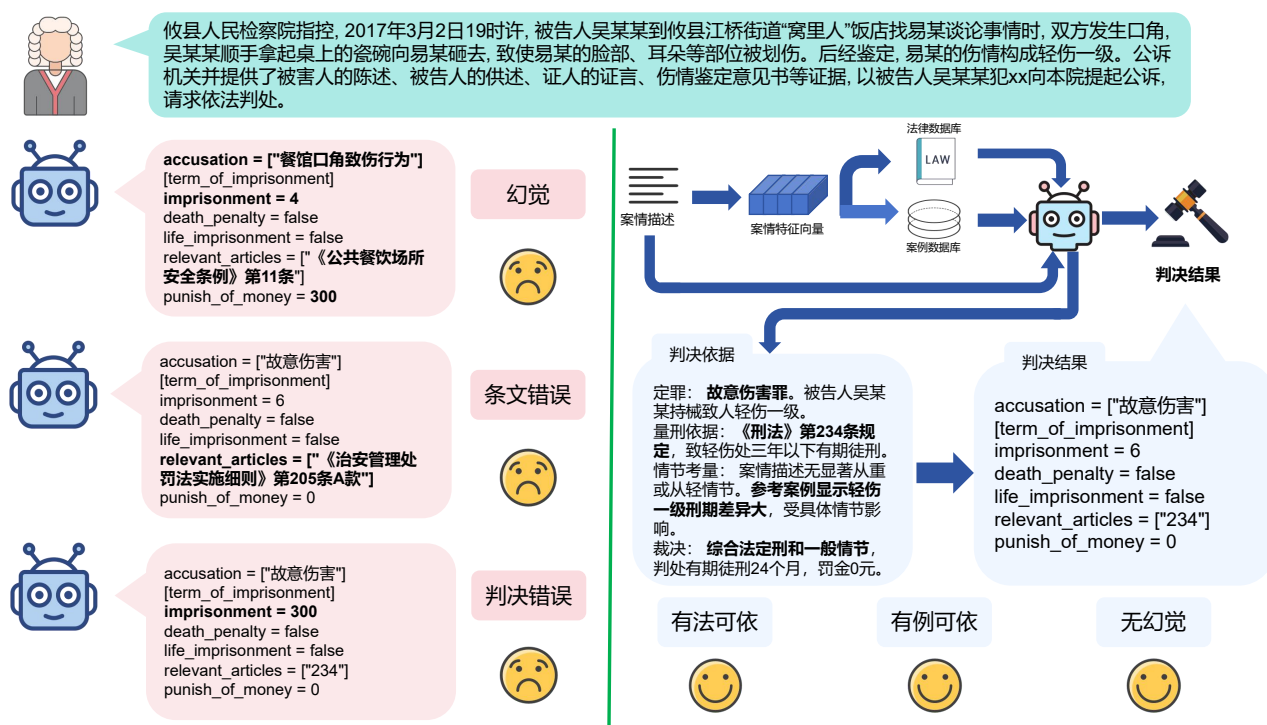 攸县人民检察院指控, 2017年3月2日19时许, 被告人吴某某到攸县江桥街道“窝里人”饭店找易某谈论事情时, 双方发生口角,
吴某某顺手拿起桌上的瓷碗向易某砸去, 致使易某的脸部、耳朵等部位被划伤。后经鉴定, 易某的伤情构成轻伤一级。公诉
机关并提供了被害人的陈述、被告人的供述、证人的证言、伤情鉴定意见书等证据, 以被告人吴某某犯xx向本院提起公诉,
请求依法判处。
accusation = ["餐馆口角致伤行为"]
[term_of_imprisonment]
imprisonment = 4
death_penalty = false
life_imprisonment = false
relevant_articles = ["《公共餐饮场所
安全条例》第11条"]
punish_of_money = 300
幻觉
accusation = ["故意伤害"]
[term_of_imprisonment]
imprisonment = 6
death_penalty = false
life_imprisonment = false
relevant_articles = ["《治安管理处
罚法实施细则》第205条A款"]
punish_of_money = 0
条文错误
accusation = ["故意伤害"]
[term_of_imprisonment]
imprisonment = 300
death_penalty = false
life_imprisonment = false
relevant_articles = ["234"]
punish_of_money = 0
判决错误
案情描述
案情特征向量
法律数据库
LAW
案例数据库
判决结果
判决依据
定罪： 故意伤害罪。被告人吴某
某持械致人轻伤一级。
量刑依据： 《刑法》第234条规
定，致轻伤处三年以下有期徒刑。
情节考量： 案情描述无显著从重
或从轻情节。参考案例显示轻伤
一级刑期差异大，受具体情节影
响。
裁决： 综合法定刑和一般情节，
判处有期徒刑24个月，罚金0元。
判决结果
accusation = ["故意伤害"]
[term_of_imprisonment]
imprisonment = 6
death_penalty = false
life_imprisonment = false
relevant_articles = ["234"]
punish_of_money = 0
有法可依
有例可依
无幻觉